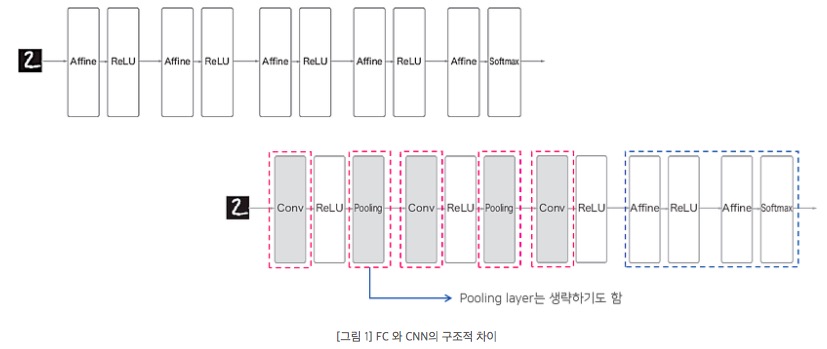 2 Affine ReLU Affine ReLU Affine ReLU Affine ReLU Affine Softmax
2 Conv ReLU Pooling Conv ReLU Pooling Conv ReLU Affine ReLU Affine Softmax
Pooling layer는 생략하기도 함
[그림 1] FC 와 CNN의 구조적 차이